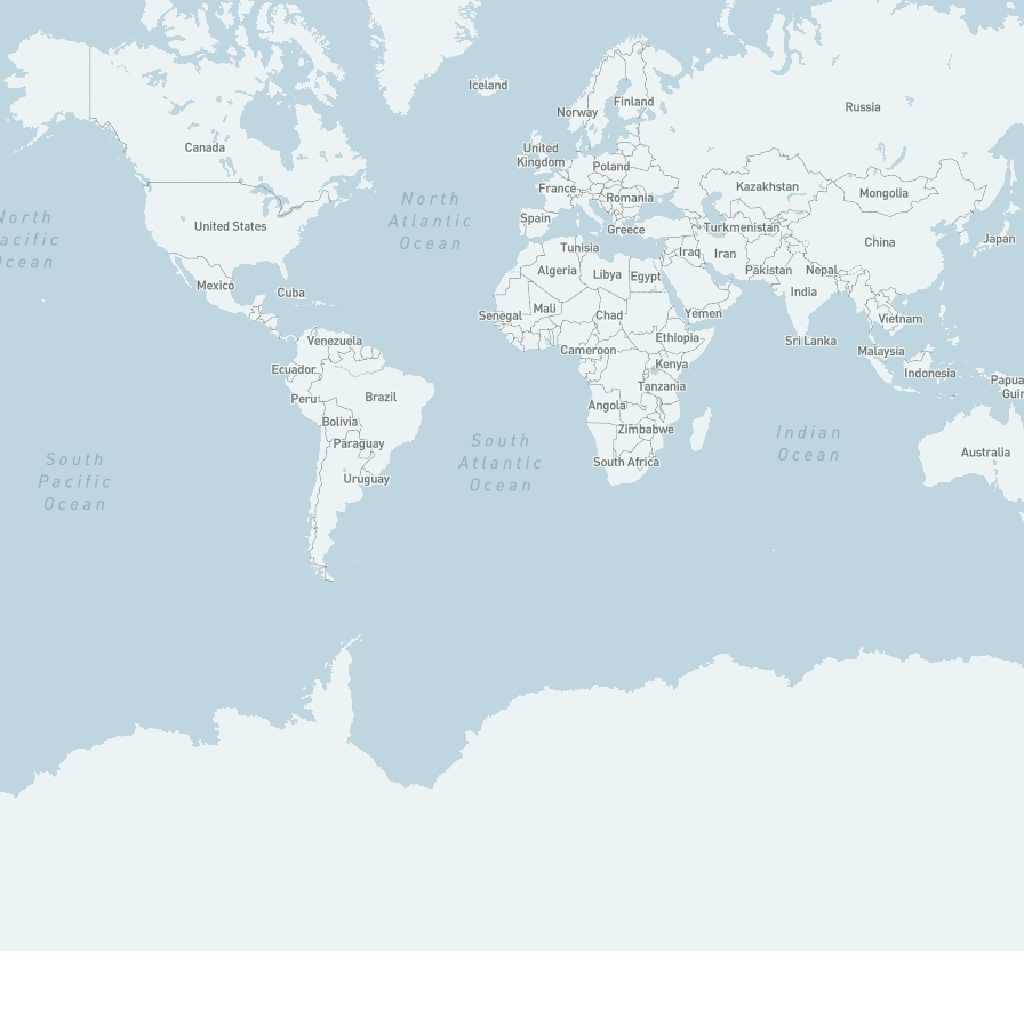 Iceland
Norway
Finland
Russia
Canada
United
Kingdom
Poland
France
Romania
Kazakhstan
Mongolia
North
Atlantic
Ocean
North
acific
cean
United States
Spain
Greece
Turkmenistan
China
Japan
Tunisia
Iraq
Iran
Algeria
Libya
Egypt
Pakistan
Nepal
Mexico
Cuba
India
Senegal
Mali
Chad
Yemen
Vietnam
Venezuela
Ethiopia
Sri Lanka
Cameroon
Malaysia
Ecuador
Kenya
Indonesia
Papua
Guin
Tanzania
Peru
Brazil
Angola
Bolivia
Zimbabwe
Paraguay
South
Atlantic
Ocean
Indian
Ocean
Australia
South
Pacific
Ocean
South Africa
Uruguay